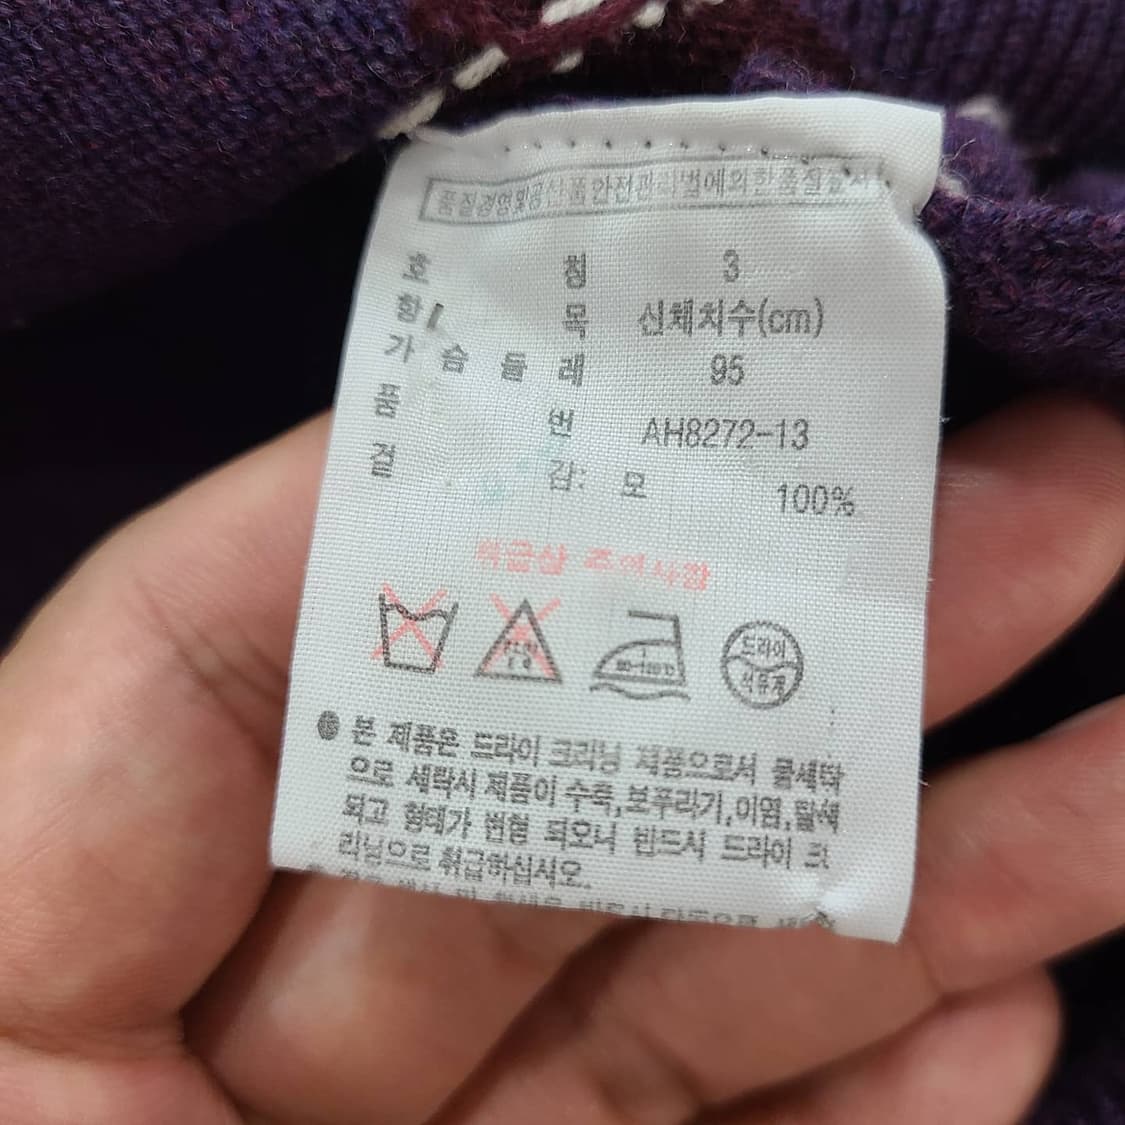 품질경영및공산품안전관리법에의한품질표시
호 칭 3
항 목 신체치수(cm)
가 슴 둘 레 95
품 번 AH8272-13
겉 감: 모 100%
취급상 주의사항
드라이
석유계
● 본 제품은 드라이 크리닝 제품으로서 물세탁
으로 세탁시 제품이 수축,보푸라기,이염,탈색
되고 형태가 변형 되오니 반드시 드라이 크
리닝으로 취급하십시오.